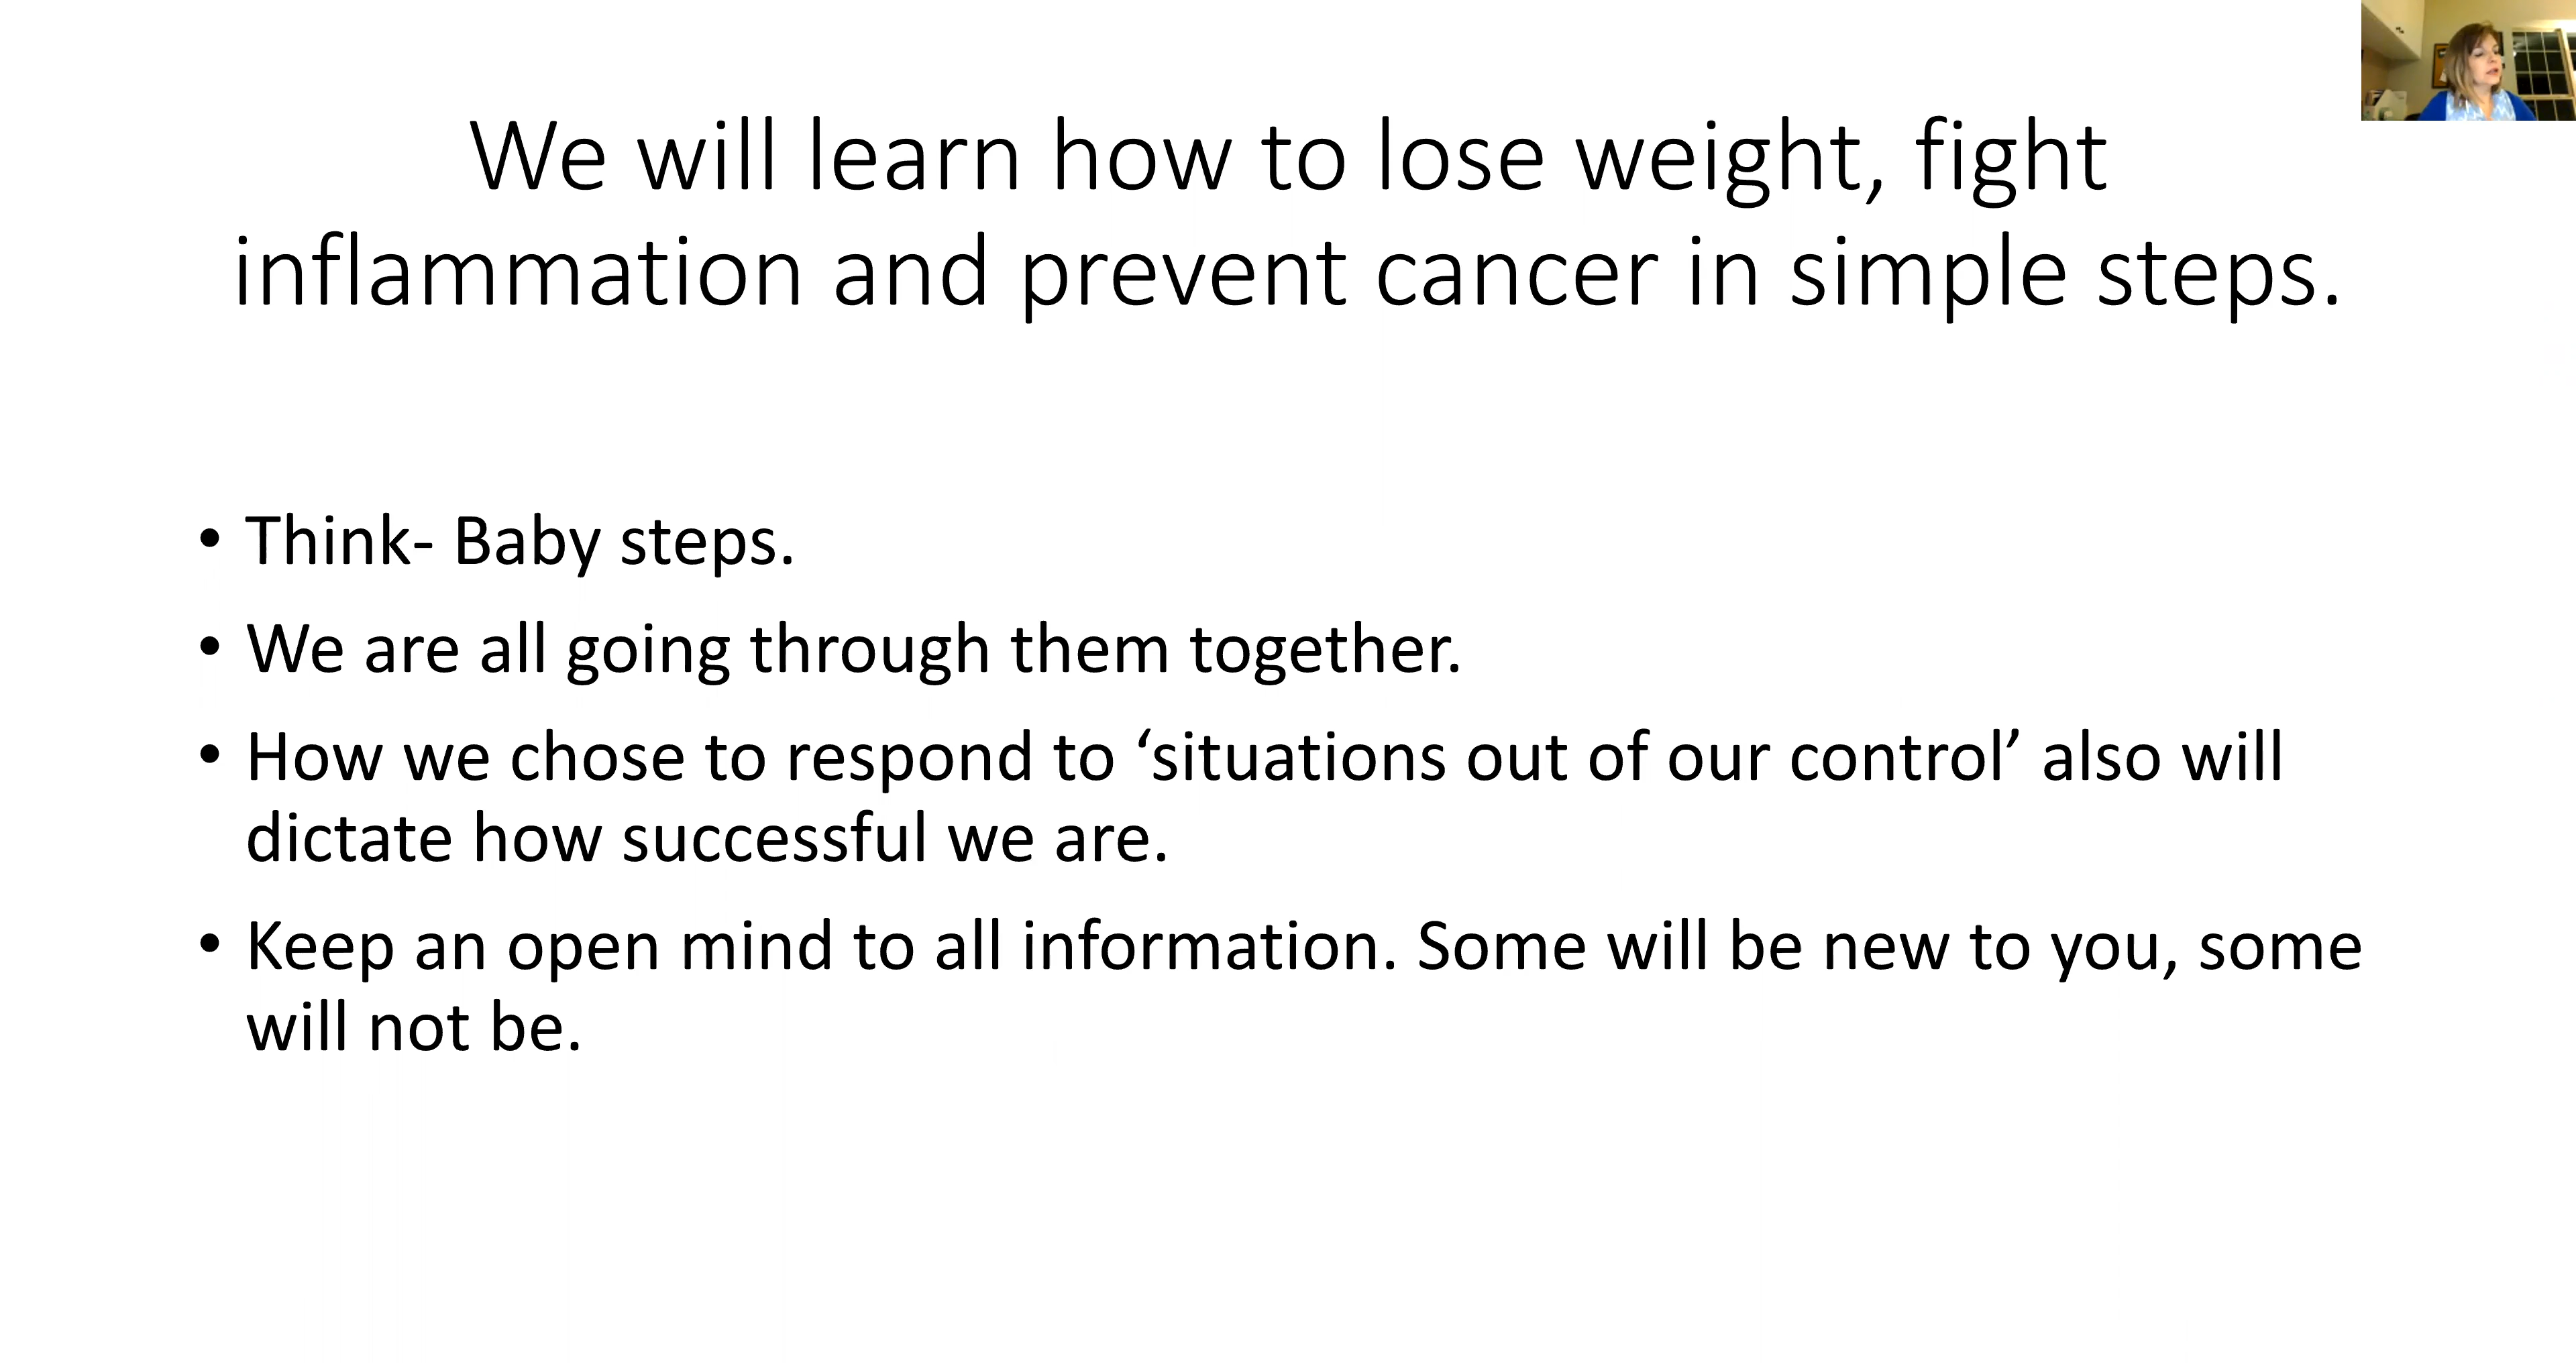 We will learn how to lose weight, fight
inflammation and prevent cancer in simple steps.
• Think- Baby steps.
• We are all going through them together.
• How we chose to respond to ‘situations out of our control’ also will
dictate how successful we are.
• Keep an open mind to all information. Some will be new to you, some
will not be.